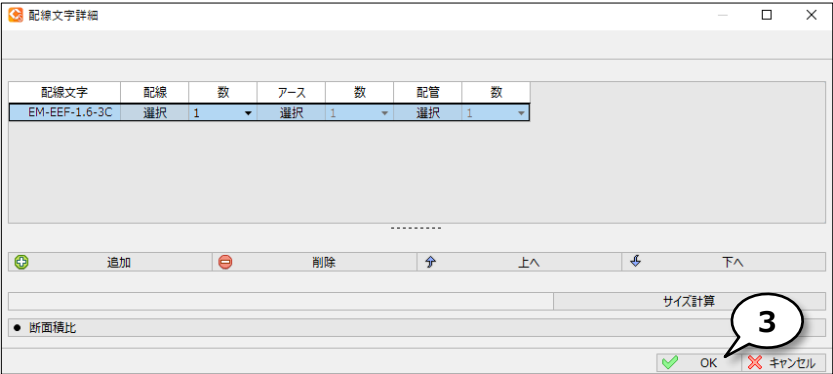 配線文字詳細
配線文字 配線 数 アース 数 配管 数
EM-EEF-1.6-3C 選択 1 選択 1 選択 1
追加 削除 上へ 下へ
サイズ計算
● 断面積比
3
OK キャンセル